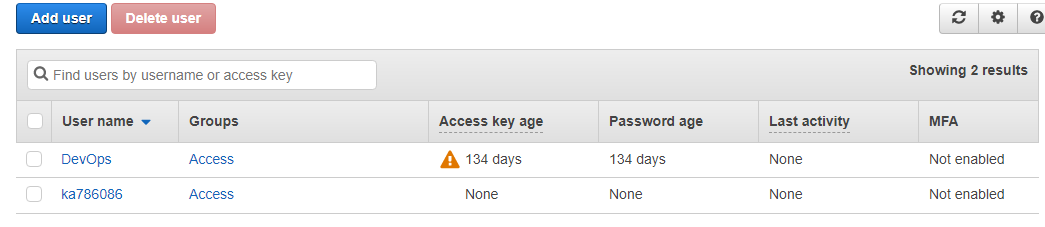 Add user Delete user
Find users by username or access key Showing 2 results
User name Groups Access key age Password age Last activity MFA
DevOps Access 134 days 134 days None Not enabled
ka786086 Access None None None Not enabled